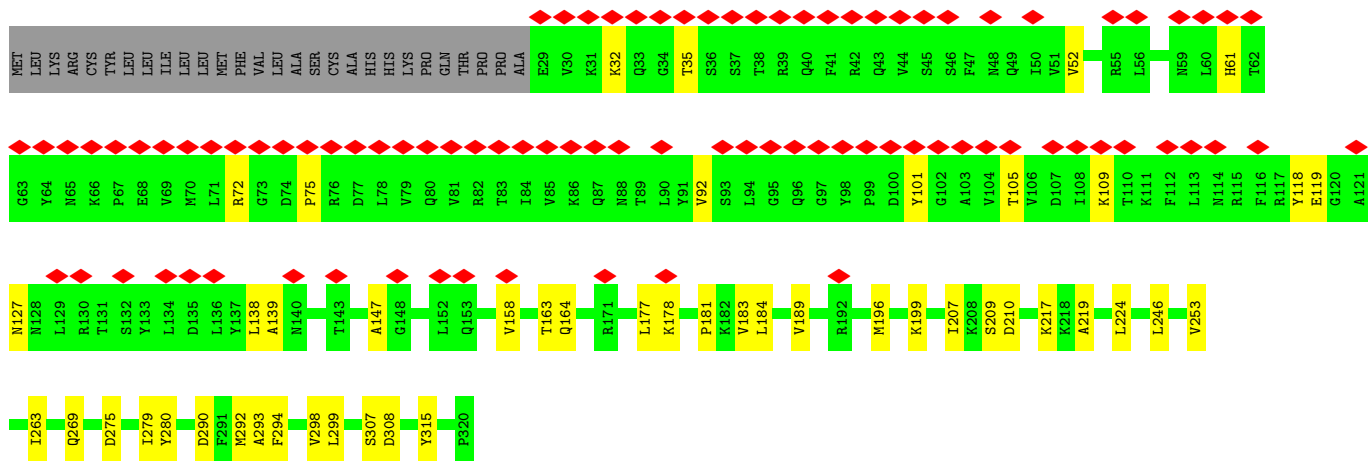 MET LEU LYS ARG CYS TYR LEU LEU ILE LEU LEU MET PHE VAL LEU ALA SER CYS ALA HIS HIS LYS PRO GLN THR PRO PRO ALA E29 V30 K31 K32 Q33 G34 T35 S36 S37 T38 R39 Q40 F41 R42 Q43 V44 S45 S46 F47 N48 Q49 I50 V51 V52 R55 L56 N59 L60 H61 T62
G63 Y64 N65 K66 P67 E68 V69 M70 L71 R72 G73 D74 P75 R76 D77 L78 V79 Q80 V81 R82 T83 I84 V85 K86 Q87 N88 T89 L90 Y91 V92 S93 L94 G95 Q96 G97 Y98 P99 D100 Y101 G102 A103 V104 T105 V106 D107 I108 K109 T110 K111 F112 L113 N114 R115 F116 R117 Y118 E119 G120 A121
N127 N128 L129 R130 T131 S132 Y133 L134 D135 L136 Y137 L138 A139 N140 T143 A147 G148 L152 Q153 V158 T163 Q164 R171 L177 K178 P181 K182 V183 L184 V189 R192 M196 K199 I207 K208 S209 D210 K217 K218 A219 L224 L246 V253
I263 Q269 D275 I279 Y280 D290 F291 M292 A293 F294 V298 L299 S307 D308 Y315 P320